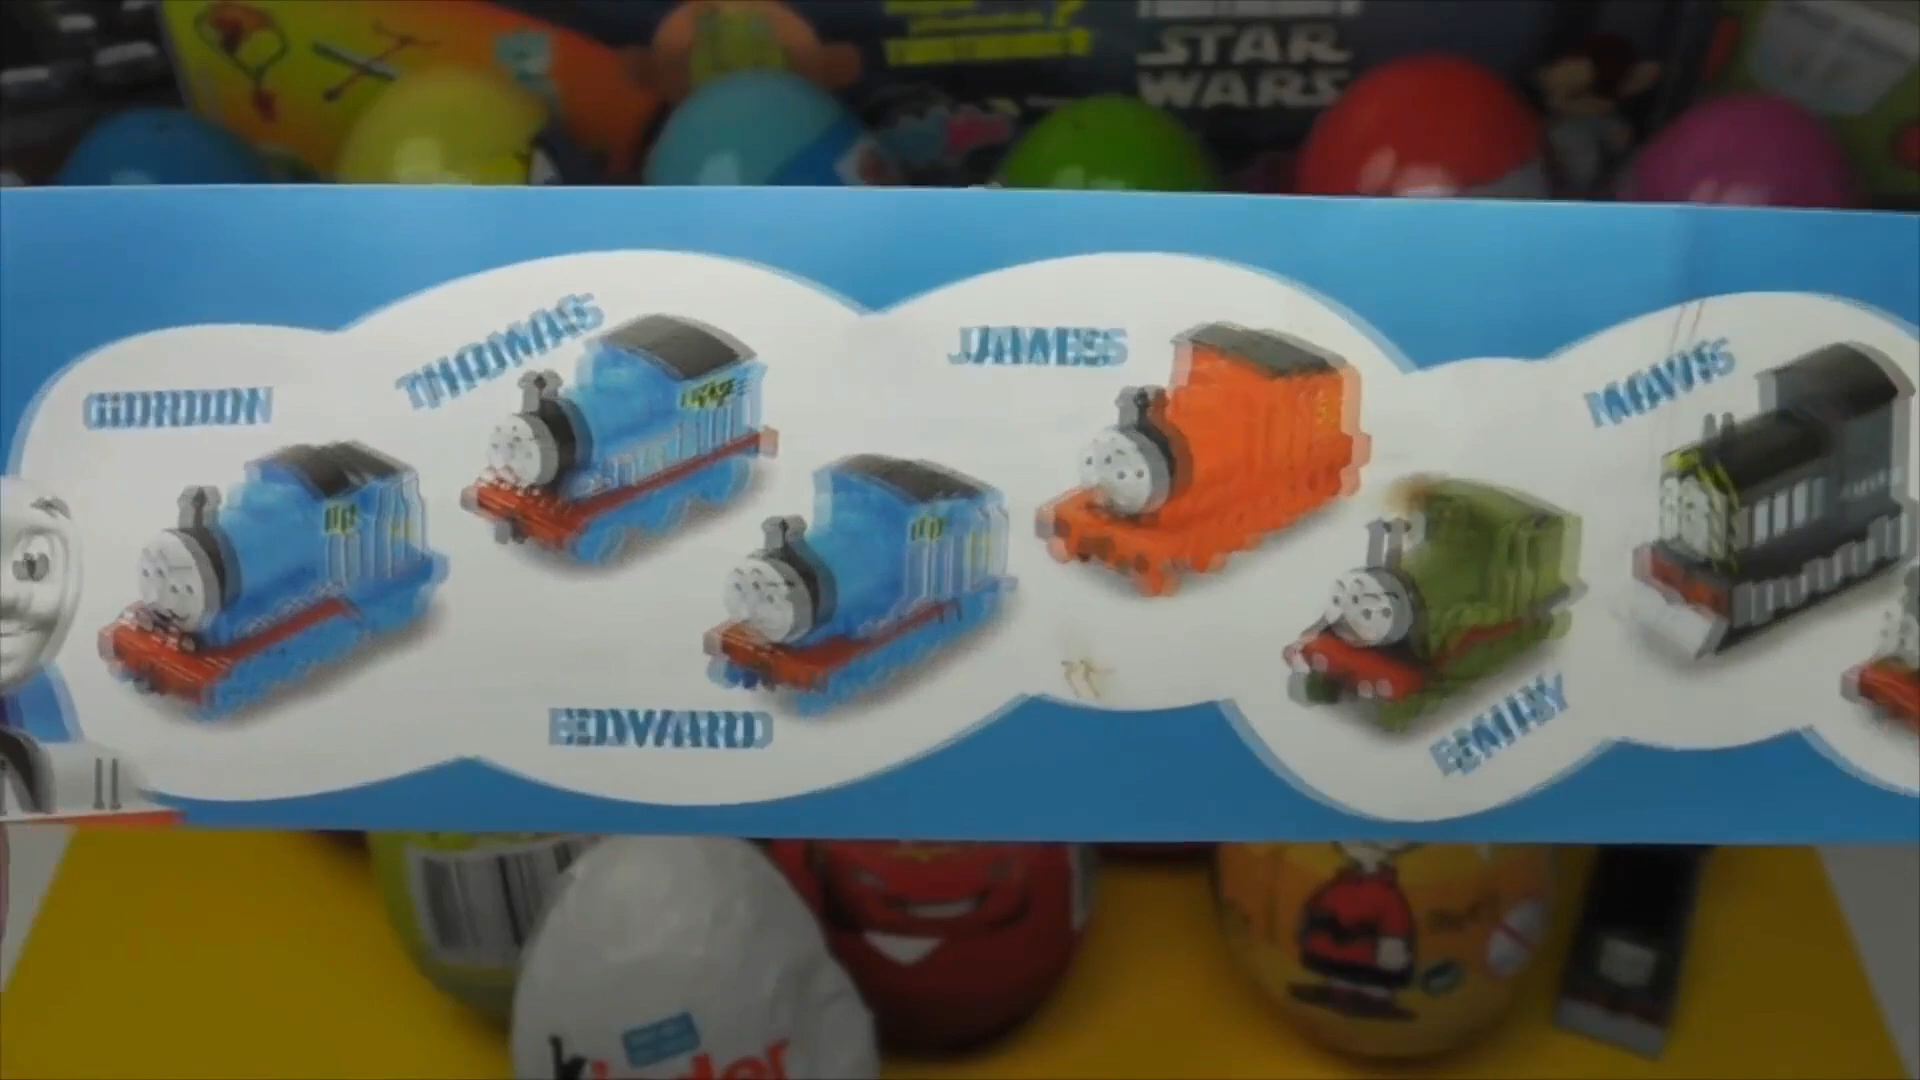 STAR
WARS
GORDON
THOMAS
JAMES
MAVIS
EDWARD
EMILY
kinder